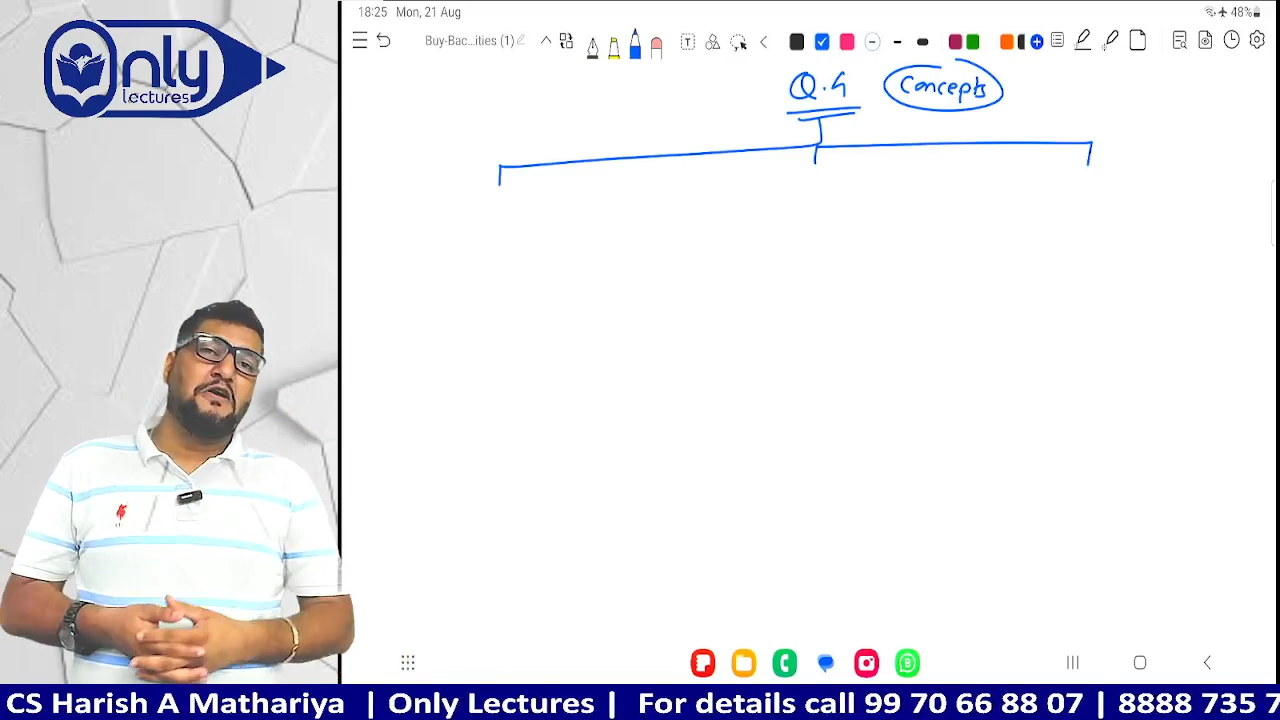 18:25 Mon, 21 Aug
48%
Only
lectures
Buy-Bac...ities (1)
T
Q.4 Concepts
CS Harish A Mathariya | Only Lectures | For details call 99 70 66 88 07 | 8888 735 7